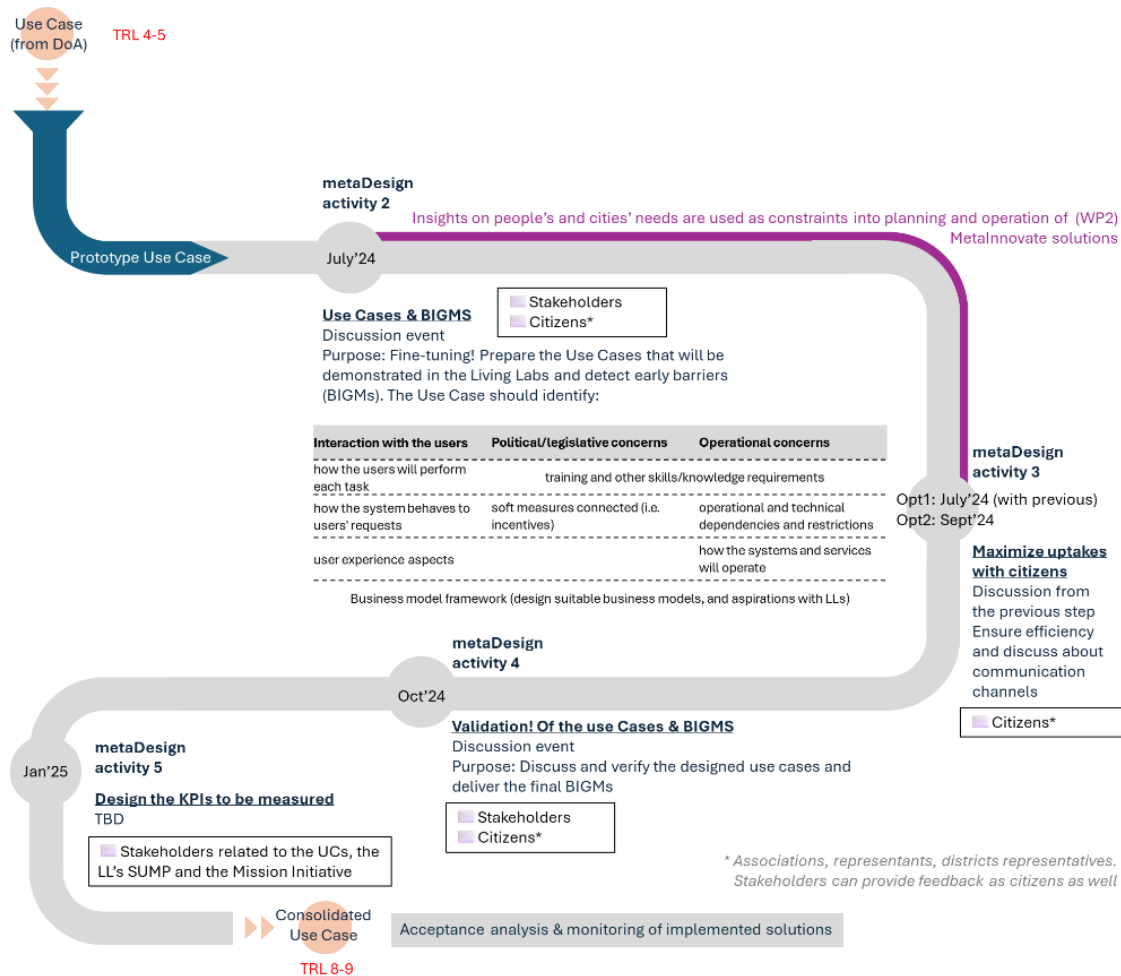 Use Case
(from DoA)
TRL 4-5
metaDesign
activity 2
Insights on people's and cities' needs are used as constraints into planning and operation of (WP2)
MetaInnovate solutions
Prototype Use Case
July'24
Stakeholders
Citizens*
Use Cases & BIGMS
Discussion event
Purpose: Fine-tuning! Prepare the Use Cases that will be
demonstrated in the Living Labs and detect early barriers
(BIGMs). The Use Case should identify:
Interaction with the users Political/legislative concerns Operational concerns
how the users will perform
each task
training and other skills/knowledge requirements
how the system behaves to
users' requests
soft measures connected (i.e.
incentives)
operational and technical
dependencies and restrictions
user experience aspects
how the systems and services
will operate
Business model framework (design suitable business models, and aspirations with LLs)
metaDesign
activity 3
Opt1: July'24 (with previous)
Opt2: Sept'24
Maximize uptakes
with citizens
Discussion from
the previous step
Ensure efficiency
and discuss about
communication
channels
Citizens*
metaDesign
activity 4
Oct'24
Validation! Of the use Cases & BIGMS
Discussion event
Purpose: Discuss and verify the designed use cases and
deliver the final BIGMs
Stakeholders
Citizens*
metaDesign
activity 5
Jan'25
Design the KPIs to be measured
TBD
Stakeholders related to the UCs, the
LL's SUMP and the Mission Initiative
* Associations, representants, districts representatives.
Stakeholders can provide feedback as citizens as well
Consolidated
Use Case
Acceptance analysis & monitoring of implemented solutions
TRL 8-9